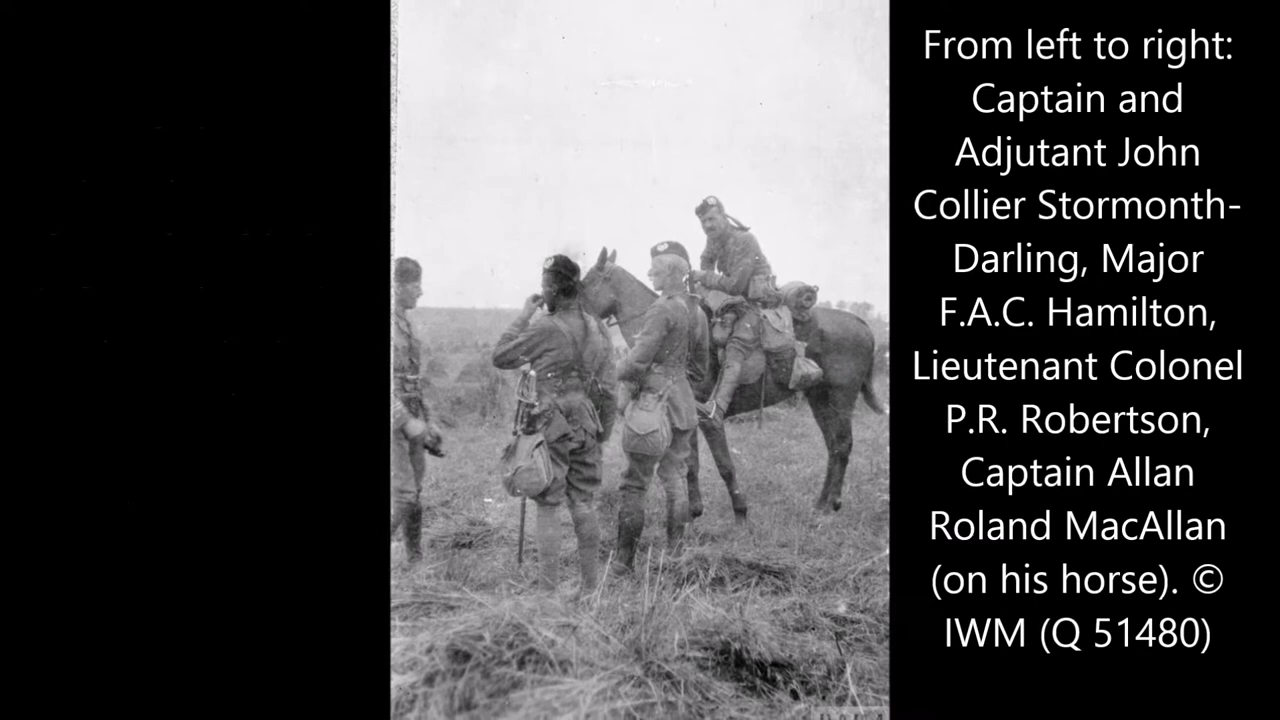 From left to right:
Captain and
Adjutant John
Collier Stormonth-
Darling, Major
F.A.C. Hamilton,
Lieutenant Colonel
P.R. Robertson,
Captain Allan
Roland MacAllan
(on his horse). ©
IWM (Q 51480)